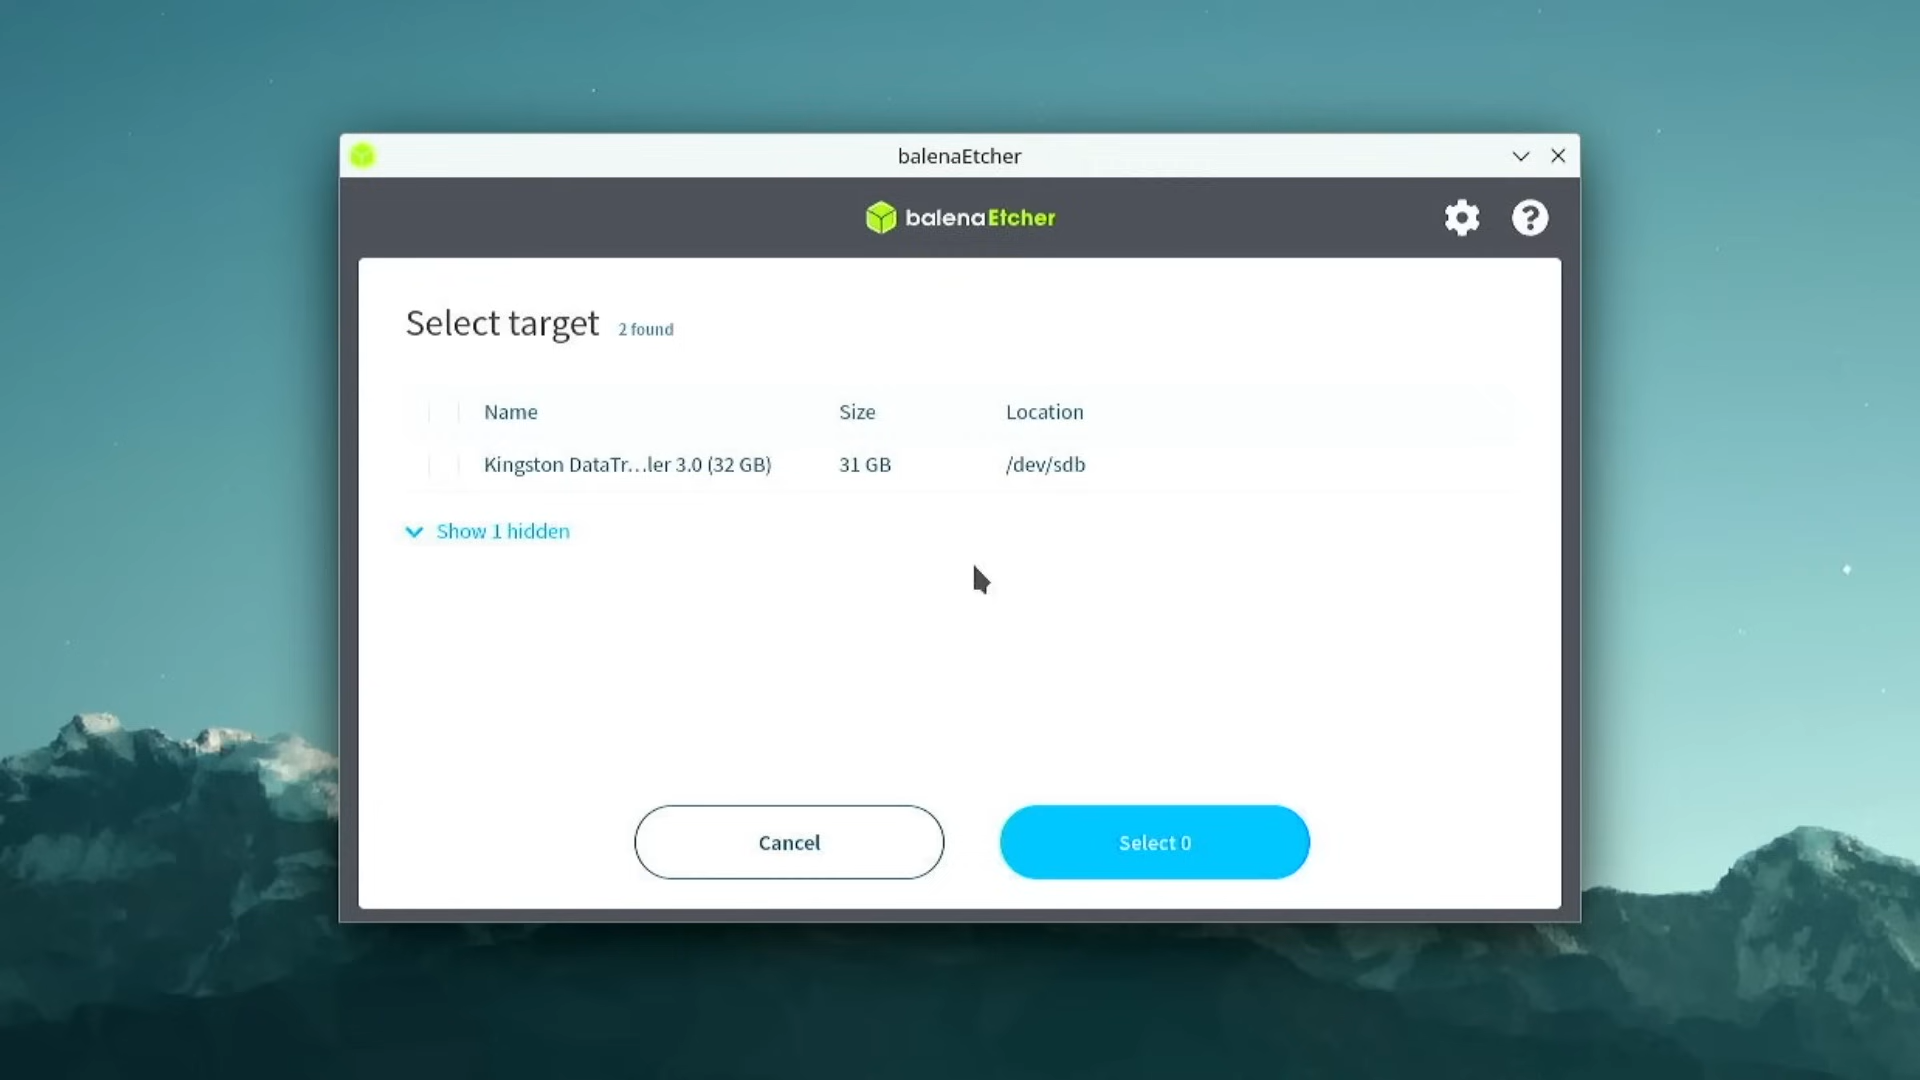 balenaEtcher
balenaEtcher
Select target 2 found
Name Size Location
Kingston DataTr...ler 3.0 (32 GB) 31 GB /dev/sdb
Show 1 hidden
Cancel Select 0